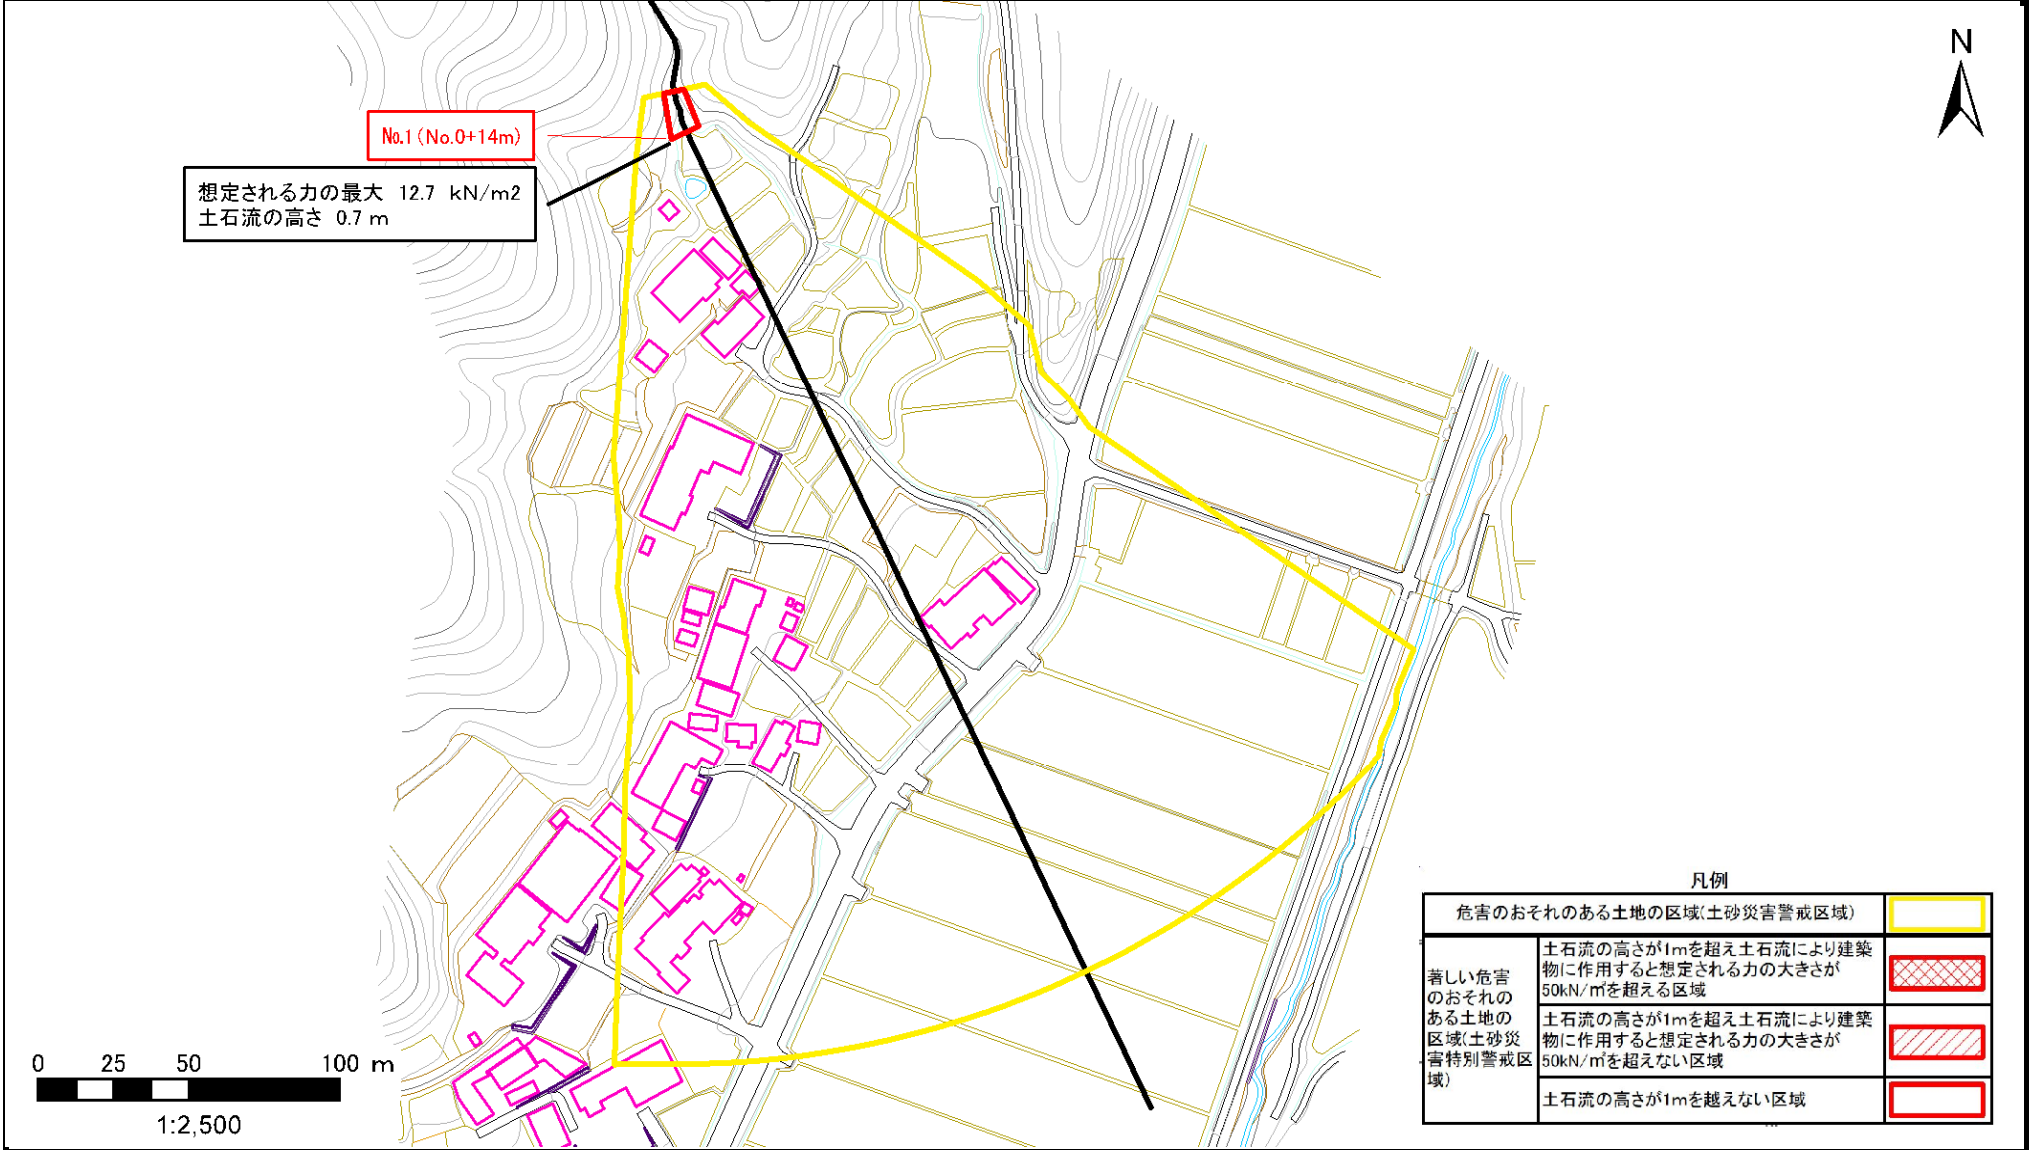 N
№1(No.0+14m)
想定される力の最大 12.7 kN/m2
土石流の高さ 0.7 m
凡例
危害のおそれのある土地の区域(土砂災害警戒区域)
著しい危害
のおそれの
ある土地の
区域(土砂災
害特別警戒区
域)
土石流の高さが1mを超え土石流により建築
物に作用すると想定される力の大きさが
50kN/㎡を超える区域
土石流の高さが1mを超え土石流により建築
物に作用すると想定される力の大きさが
50kN/㎡を超えない区域
土石流の高さが1mを越えない区域
0 25 50 100 m
1:2,500